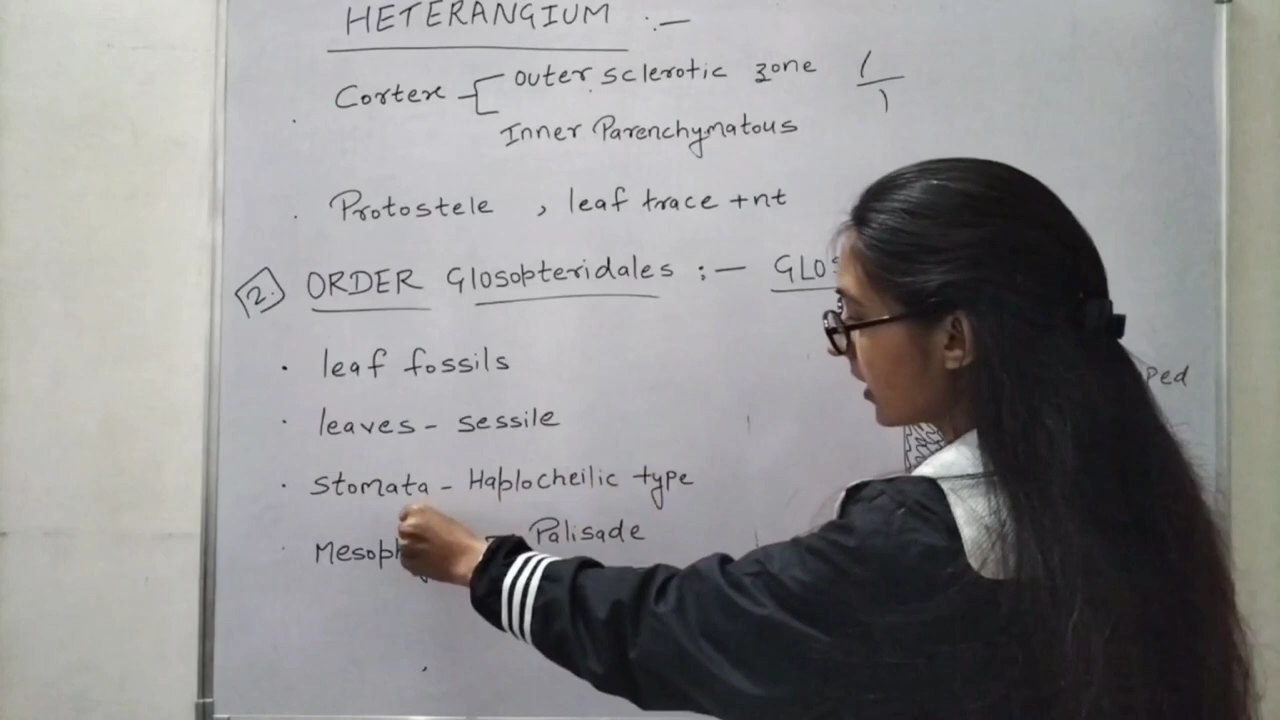 HETERANGIUM :-
Cortex outer sclerotic zone
Inner Parenchymatous
Protostele , leaf trace +nt
2. ORDER Glosopteridales :- GLOS
• leaf fossils
• leaves - sessile
• Stomata - Haplocheilic type
Palisade